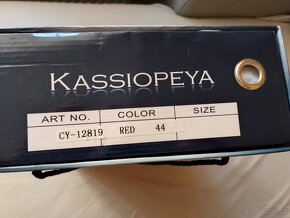 KASSIOPEYA
ART NO. COLOR SIZE
CY-12819 RED 44